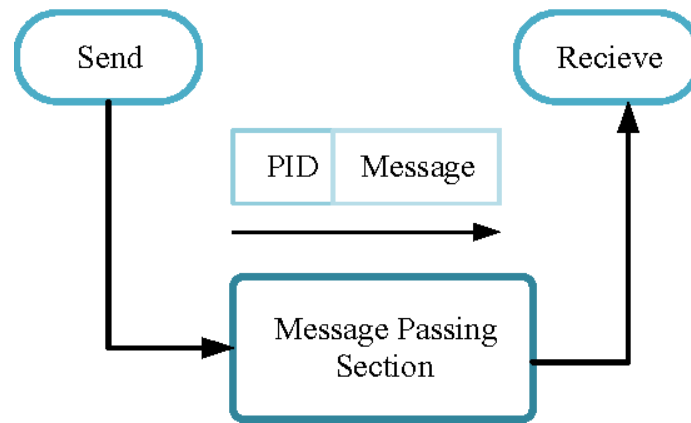 Send
Recieve
PID
Message
Message Passing
Section